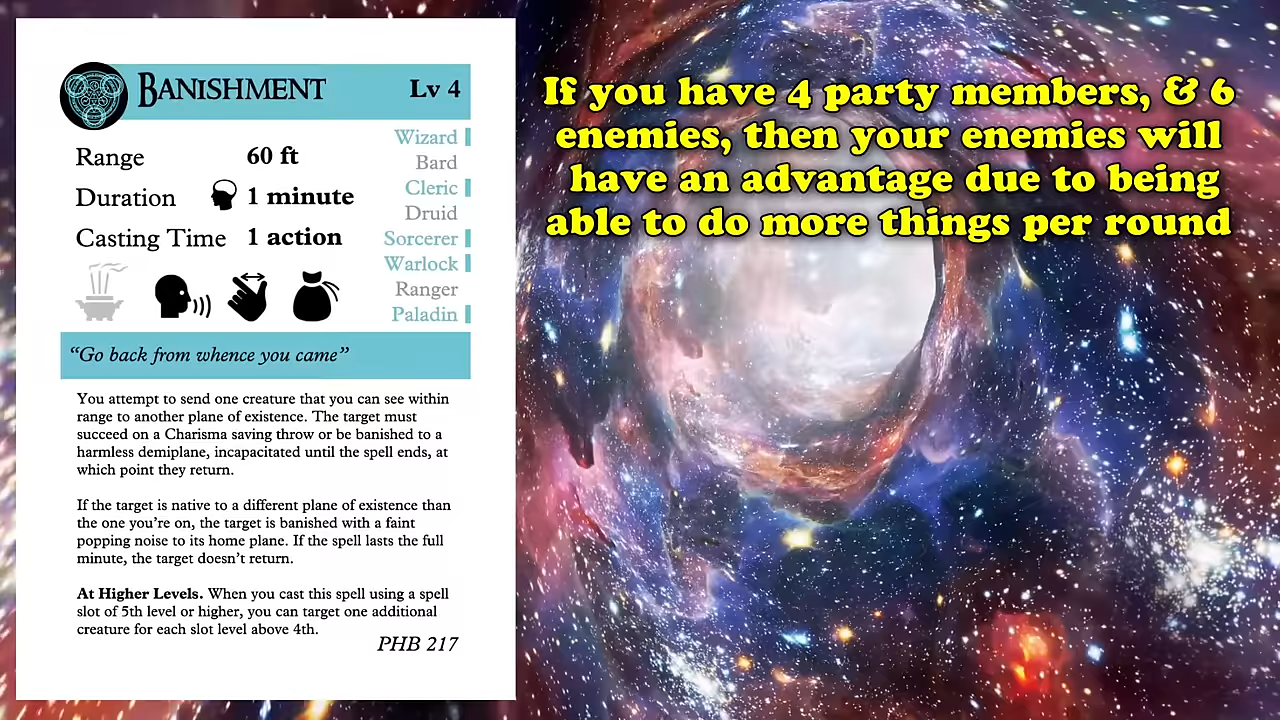 BANISHMENT
Lv 4
Range 60 ft
Duration 1 minute
Casting Time 1 action
Wizard
Bard
Cleric
Druid
Sorcerer
Warlock
Ranger
Paladin
“Go back from whence you came”
You attempt to send one creature that you can see within
range to another plane of existence. The target must
succeed on a Charisma saving throw or be banished to a
harmless demiplane, incapacitated until the spell ends, at
which point they return.
If the target is native to a different plane of existence than
the one you’re on, the target is banished with a faint
popping noise to its home plane. If the spell lasts the full
minute, the target doesn’t return.
At Higher Levels. When you cast this spell using a spell
slot of 5th level or higher, you can target one additional
creature for each slot level above 4th.
PHB 217
If you have 4 party members, & 6
enemies, then your enemies will
have an advantage due to being
able to do more things per round